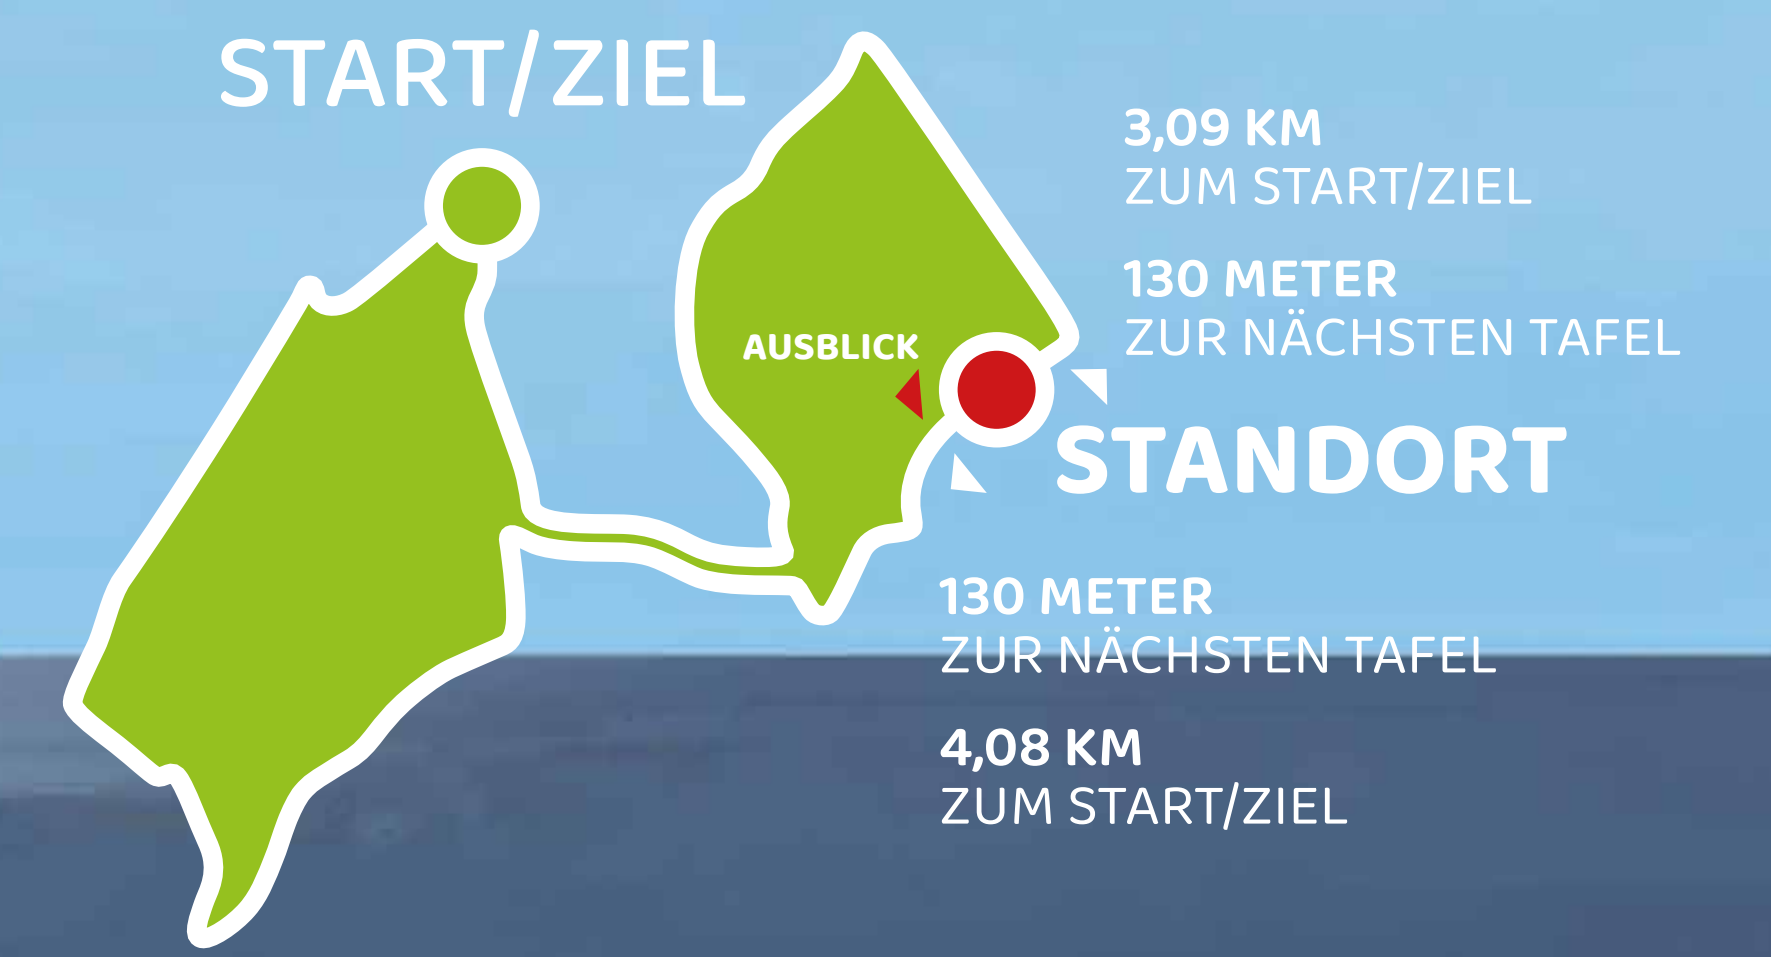 START/ZIEL
3,09 KM
ZUM START/ZIEL
130 METER
ZUR NÄCHSTEN TAFEL
AUSBLICK
STANDORT
130 METER
ZUR NÄCHSTEN TAFEL
4,08 KM
ZUM START/ZIEL